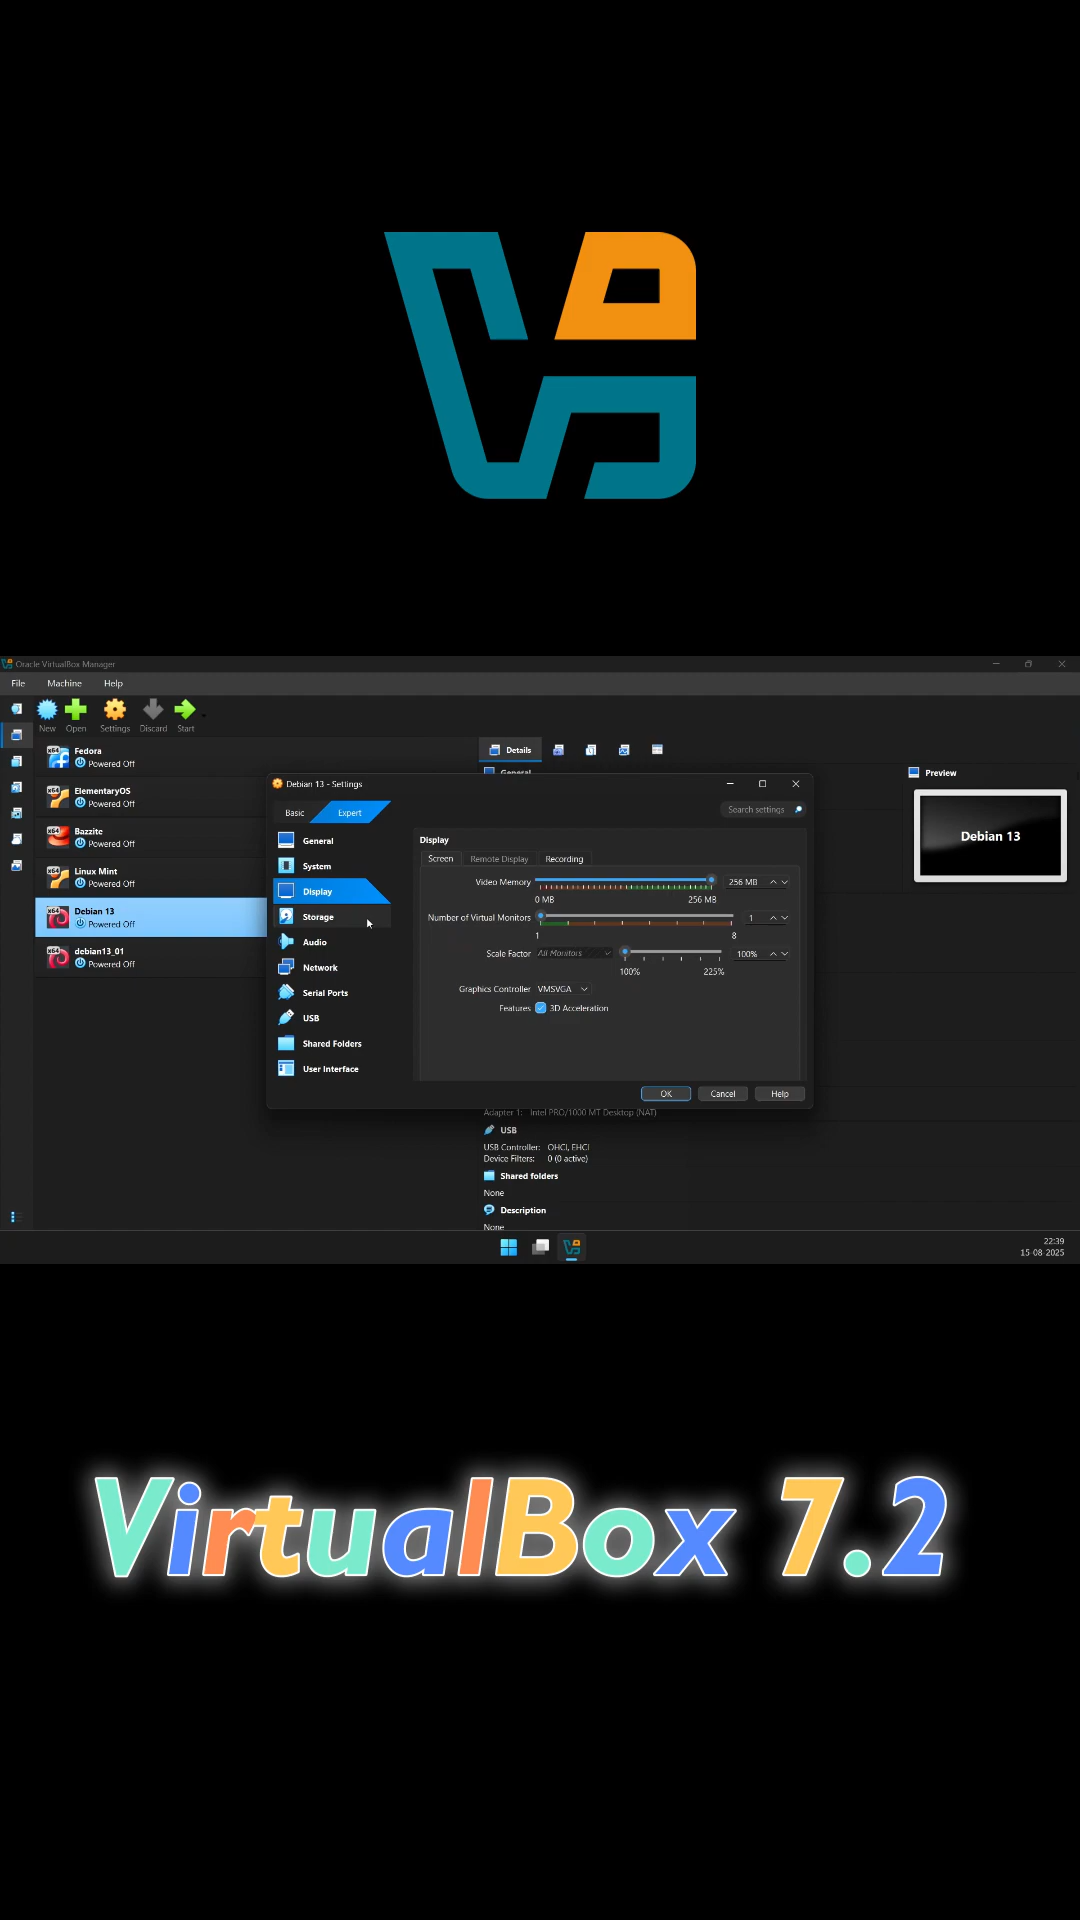 Oracle VirtualBox Manager
File Machine Help
New Open Settings Discard Start
Fedora
Powered Off
ElementaryOS
Powered Off
Bazzite
Powered Off
Linux Mint
Powered Off
Debian 13
Powered Off
debian13_01
Powered Off
Details
General
Preview
Debian 13
Debian 13 - Settings
Basic Expert
Search settings
General
System
Display
Storage
Audio
Network
Serial Ports
USB
Shared Folders
User Interface
Display
Screen Remote Display Recording
Video Memory 256 MB
0 MB 256 MB
Number of Virtual Monitors 1
1 8
Scale Factor All Monitors 100%
100% 225%
Graphics Controller VMSVGA
Features 3D Acceleration
OK Cancel Help
Adapter 1: Intel PRO/1000 MT Desktop (NAT)
USB
USB Controller: OHCI, EHCI
Device Filters: 0 (0 active)
Shared folders
None
Description
None
22:39
15-08-2025
VirtualBox 7.2